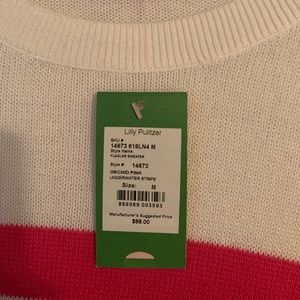 Lilly Pulitzer
SKU #
14673 618LN4 M
Style Name:
FLAGLER SWEATER
Style #: 14673
ORCHID PINK
UNDERWATER STRIPE
Size: M
889069 003593
Manufacturer's Suggested Price
$88.00